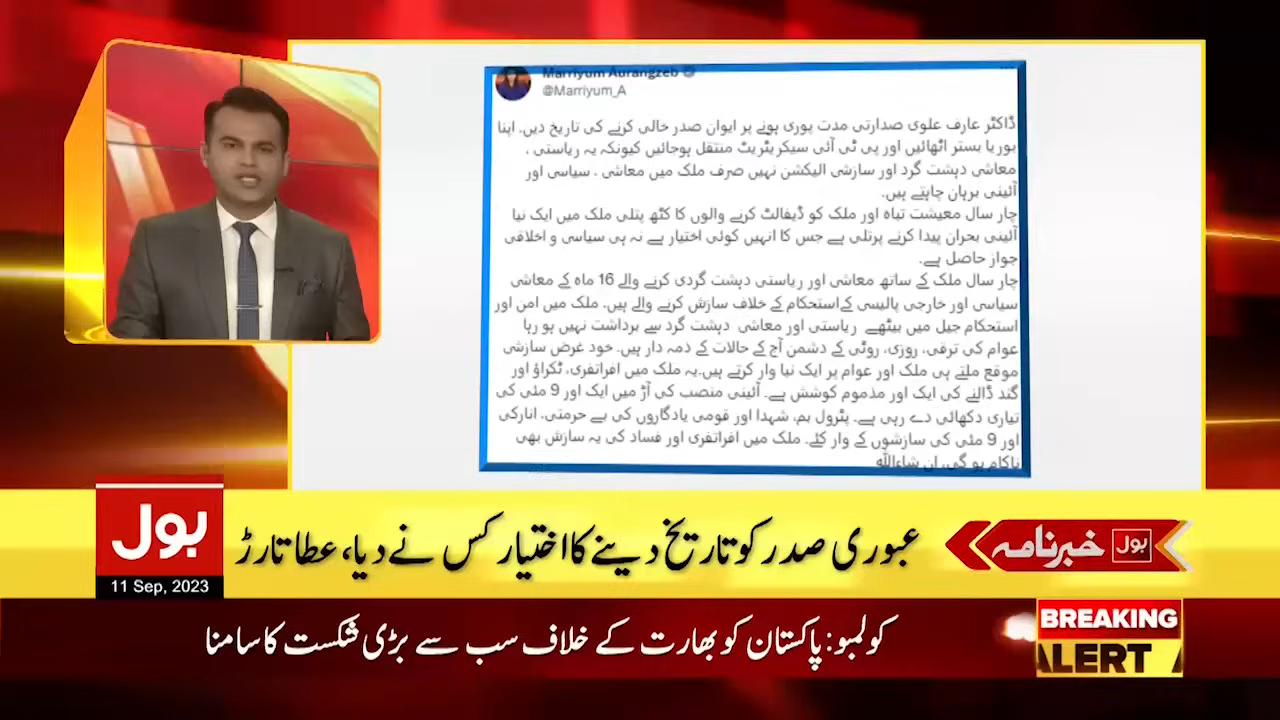 Marriyum Aurangzeb
@Marriyum_A
ڈاکٹر عارف علوی صدارتی مدت پوری ہونے پر ایوان صدر خالی کرنے کی تاریخ دیں۔ اپنا
بوریا بستر اٹھائیں اور پی ٹی آئی سیکریٹریٹ منتقل ہوجائیں کیونکہ یہ ریاستی ،
معاشی دہشت گرد اور سازشی الیکشن نہیں صرف ملک میں معاشی ، سیاسی اور
آئینی برہان چاہتے ہیں۔
چار سال معیشت تباہ اور ملک کو ڈیفالٹ کرنے والوں کا کٹھ پتلی ملک میں ایک نیا
آئینی بحران پیدا کرنے پرتلی ہے جس کا انہیں کوئی اختیار ہے نہ ہی سیاسی و اخلاقی
جواز حاصل ہے۔
چار سال ملک کے ساتھ معاشی اور ریاستی دہشت گردی کرنے والے 16 ماہ کے معاشی
سیاسی اور خارجی پالیسی کےاستحکام کے خلاف سازش کرنے والے ہیں۔ ملک میں امن اور
استحکام جیل میں بیٹھے ریاستی اور معاشی دہشت گرد سے برداشت نہیں ہو رہا
عوام کی ترقی، روزی، روٹی کے دشمن آج کے حالات کے ذمہ دار ہیں۔ خود غرض سازشی
موقع ملتے ہی ملک اور عوام پر ایک نیا وار کرتے ہیں۔یہ ملک میں افراتفری، ٹکراؤ اور
گند ڈالنے کی ایک اور مذموم کوشش ہے۔ آئینی منصب کی آڑ میں ایک اور 9 مئی کی
تیاری دکھائی دے رہی ہے۔ پٹرول بم، شہدا اور قومی یادگاروں کی بے حرمتی، انارکی
اور 9 مئی کی سازشوں کے وار کئے۔ ملک میں افراتفری اور فساد کی یہ سازش بھی
ناکام ہو گی، ان شاءاللہ
بول
11 Sep, 2023
عبوری صدر کو تاریخ دینے کا اختیار کس نے دیا، عطا تارڑ
خبرنامہ
بول
کولمبو: پاکستان کو بھارت کے خلاف سب سے بڑی شکست کا سامنا
BREAKING
ALERT